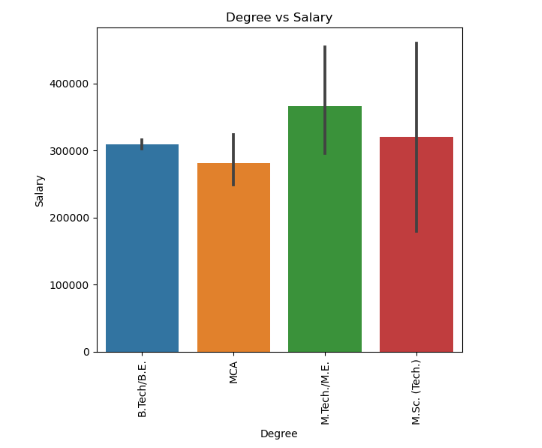 Degree vs Salary
Salary
400000
300000
200000
100000
0
B.Tech/B.E.
MCA
M.Tech./M.E.
M.Sc. (Tech.)
Degree